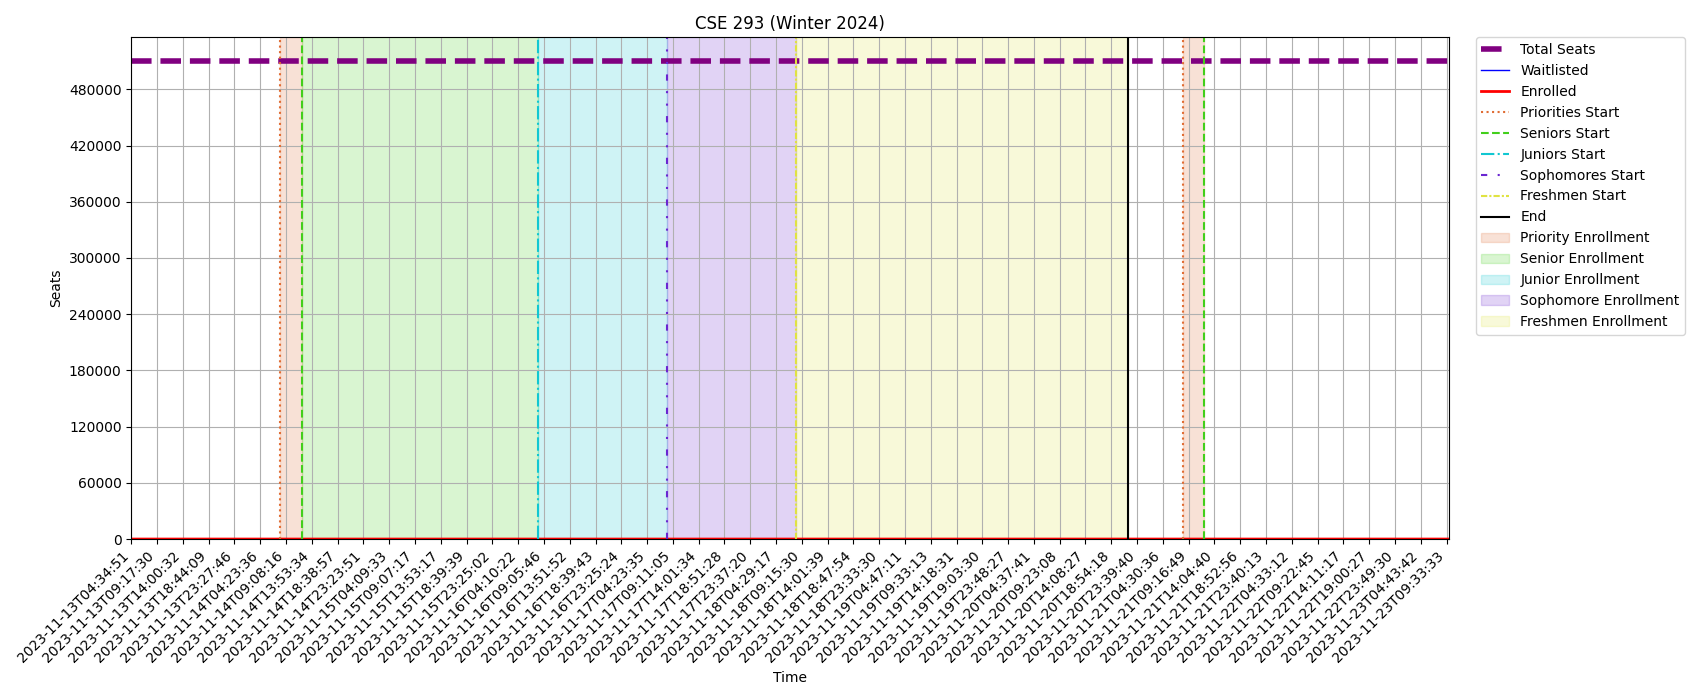 CSE 293 (Winter 2024)
Total Seats
Waitlisted
Enrolled
Priorities Start
Seniors Start
Juniors Start
Sophomores Start
Freshmen Start
End
Priority Enrollment
Senior Enrollment
Junior Enrollment
Sophomore Enrollment
Freshmen Enrollment
Seats
480000
420000
360000
300000
240000
180000
120000
60000
0
2023-11-13T04:34:51
2023-11-13T09:17:30
2023-11-13T14:00:32
2023-11-13T18:44:09
2023-11-13T23:27:46
2023-11-14T04:23:36
2023-11-14T09:08:16
2023-11-14T13:53:34
2023-11-14T18:38:57
2023-11-14T23:23:51
2023-11-15T04:09:33
2023-11-15T09:07:17
2023-11-15T13:53:17
2023-11-15T18:39:39
2023-11-15T23:25:02
2023-11-16T04:10:22
2023-11-16T09:05:46
2023-11-16T13:51:52
2023-11-16T18:39:43
2023-11-16T23:25:24
2023-11-17T04:23:35
2023-11-17T09:11:05
2023-11-17T14:01:34
2023-11-17T18:51:28
2023-11-17T23:37:20
2023-11-18T04:29:17
2023-11-18T09:15:30
2023-11-18T14:01:39
2023-11-18T18:47:54
2023-11-18T23:33:30
2023-11-19T04:47:11
2023-11-19T09:33:13
2023-11-19T14:18:31
2023-11-19T19:03:30
2023-11-19T23:48:27
2023-11-20T04:37:41
2023-11-20T09:23:08
2023-11-20T14:08:27
2023-11-20T18:54:18
2023-11-20T23:39:40
2023-11-21T04:30:36
2023-11-21T09:16:49
2023-11-21T14:04:40
2023-11-21T18:52:56
2023-11-21T23:40:13
2023-11-22T04:33:12
2023-11-22T09:22:45
2023-11-22T14:11:17
2023-11-22T19:00:27
2023-11-22T23:49:30
2023-11-23T04:43:42
2023-11-23T09:33:33
Time